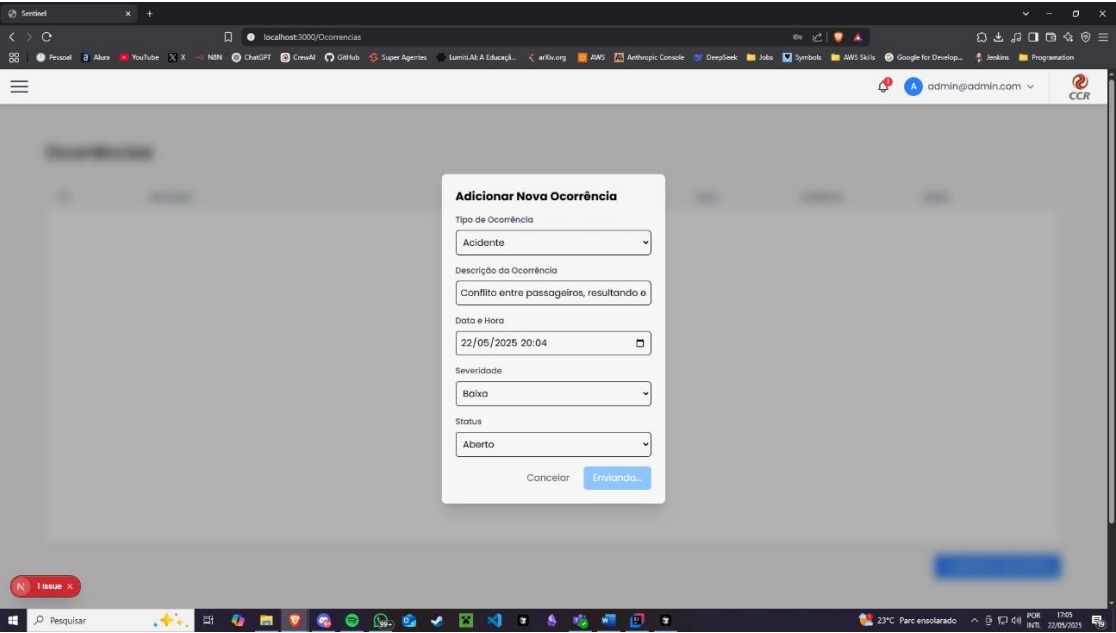 Sentinel
localhost:3000/Ocorrencias
Pessoal Alura YouTube X N8N ChatGPT CrewAI GitHub Super Agentes LumitiAI: A Educaçã... arXiv.org AWS Anthropic Console DeepSeek Jobs Symbols AWS Skills Google for Develop... Jenkins Programation
1 A admin@admin.com CCR
Adicionar Nova Ocorrência
Tipo de Ocorrência
Acidente
Descrição da Ocorrência
Conflito entre passageiros, resultando e
Data e Hora
22/05/2025 20:04
Severidade
Baixa
Status
Aberto
Cancelar Enviando...
N 1 Issue ×
Pesquisar 99+ 23°C Parc ensolarado POR 17:05
INTL 22/05/2025